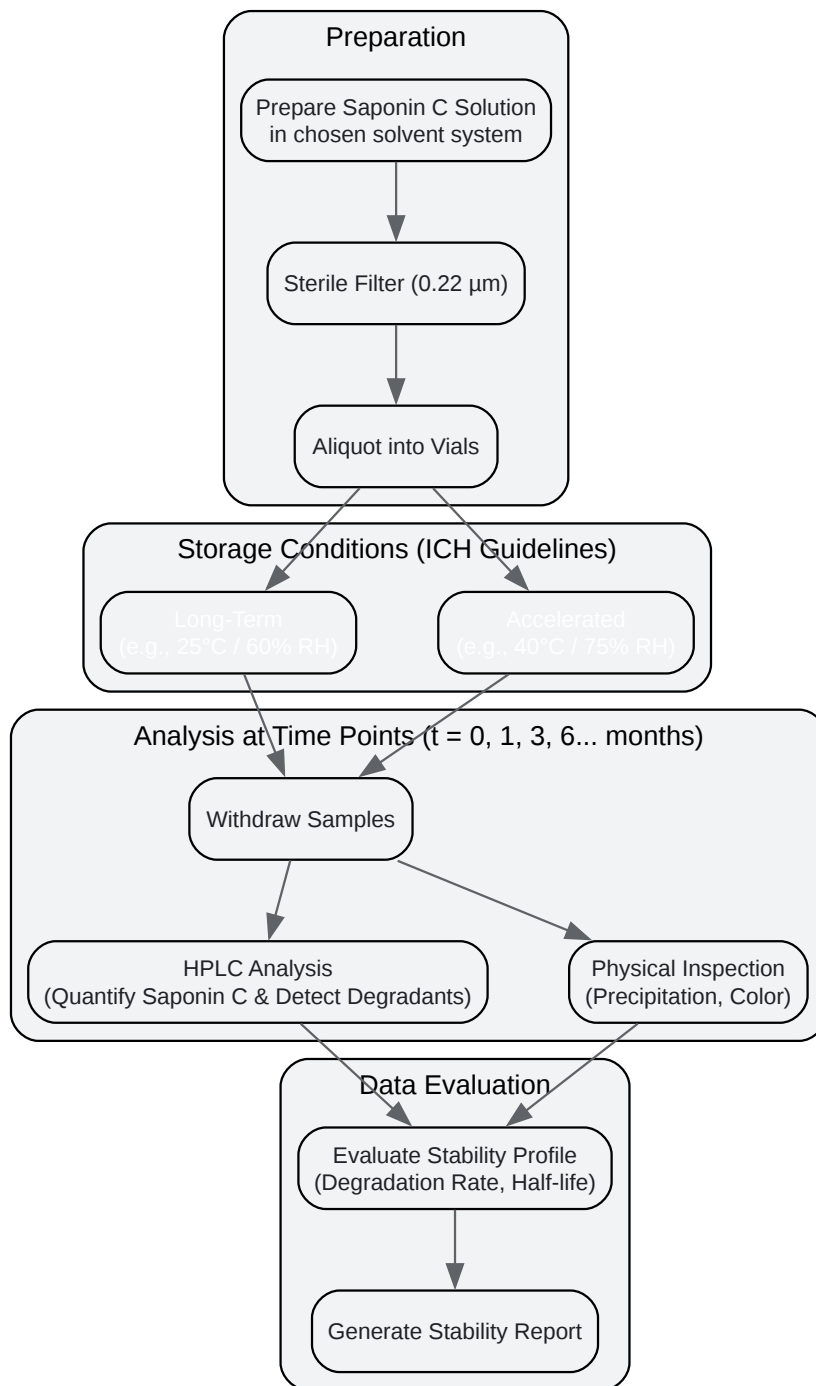 Preparation
Prepare Saponin C Solution
in chosen solvent system
Sterile Filter (0.22 µm)
Aliquot into Vials
Storage Conditions (ICH Guidelines)
Long-Term
(e.g., 25°C / 60% RH)
Accelerated
(e.g., 40°C / 75% RH)
Analysis at Time Points (t = 0, 1, 3, 6... months)
Withdraw Samples
HPLC Analysis
(Quantify Saponin C & Detect Degradants)
Physical Inspection
(Precipitation, Color)
Data Evaluation
Evaluate Stability Profile
(Degradation Rate, Half-life)
Generate Stability Report